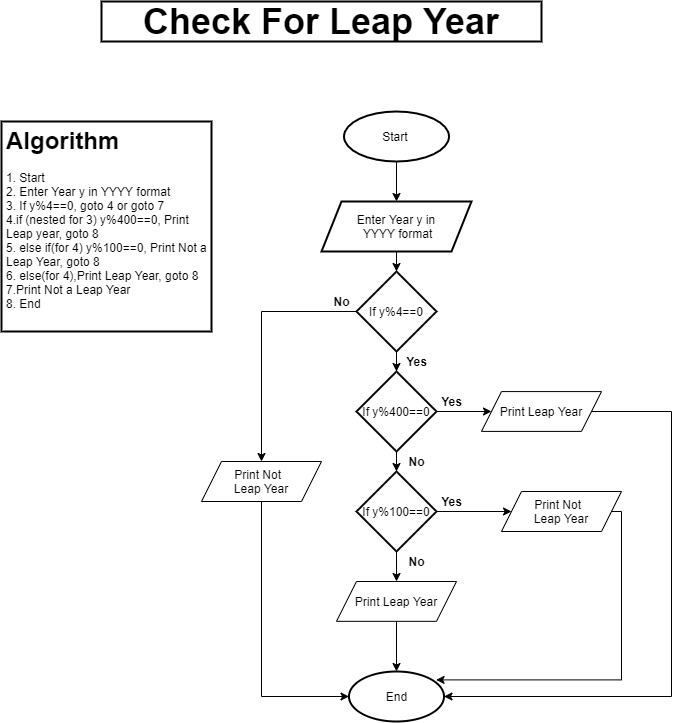 Check For Leap Year
Algorithm
1. Start
2. Enter Year y in YYYY format
3. If y%4==0, goto 4 or goto 7
4.if (nested for 3) y%400==0, Print
Leap year, goto 8
5. else if(for 4) y%100==0, Print Not a
Leap Year, goto 8
6. else(for 4),Print Leap Year, goto 8
7.Print Not a Leap Year
8. End
Start
Enter Year y in
YYYY format
If y%4==0
No
Yes
If y%400==0
Yes
Print Leap Year
No
Print Not
Leap Year
If y%100==0
Yes
Print Not
Leap Year
No
Print Leap Year
End